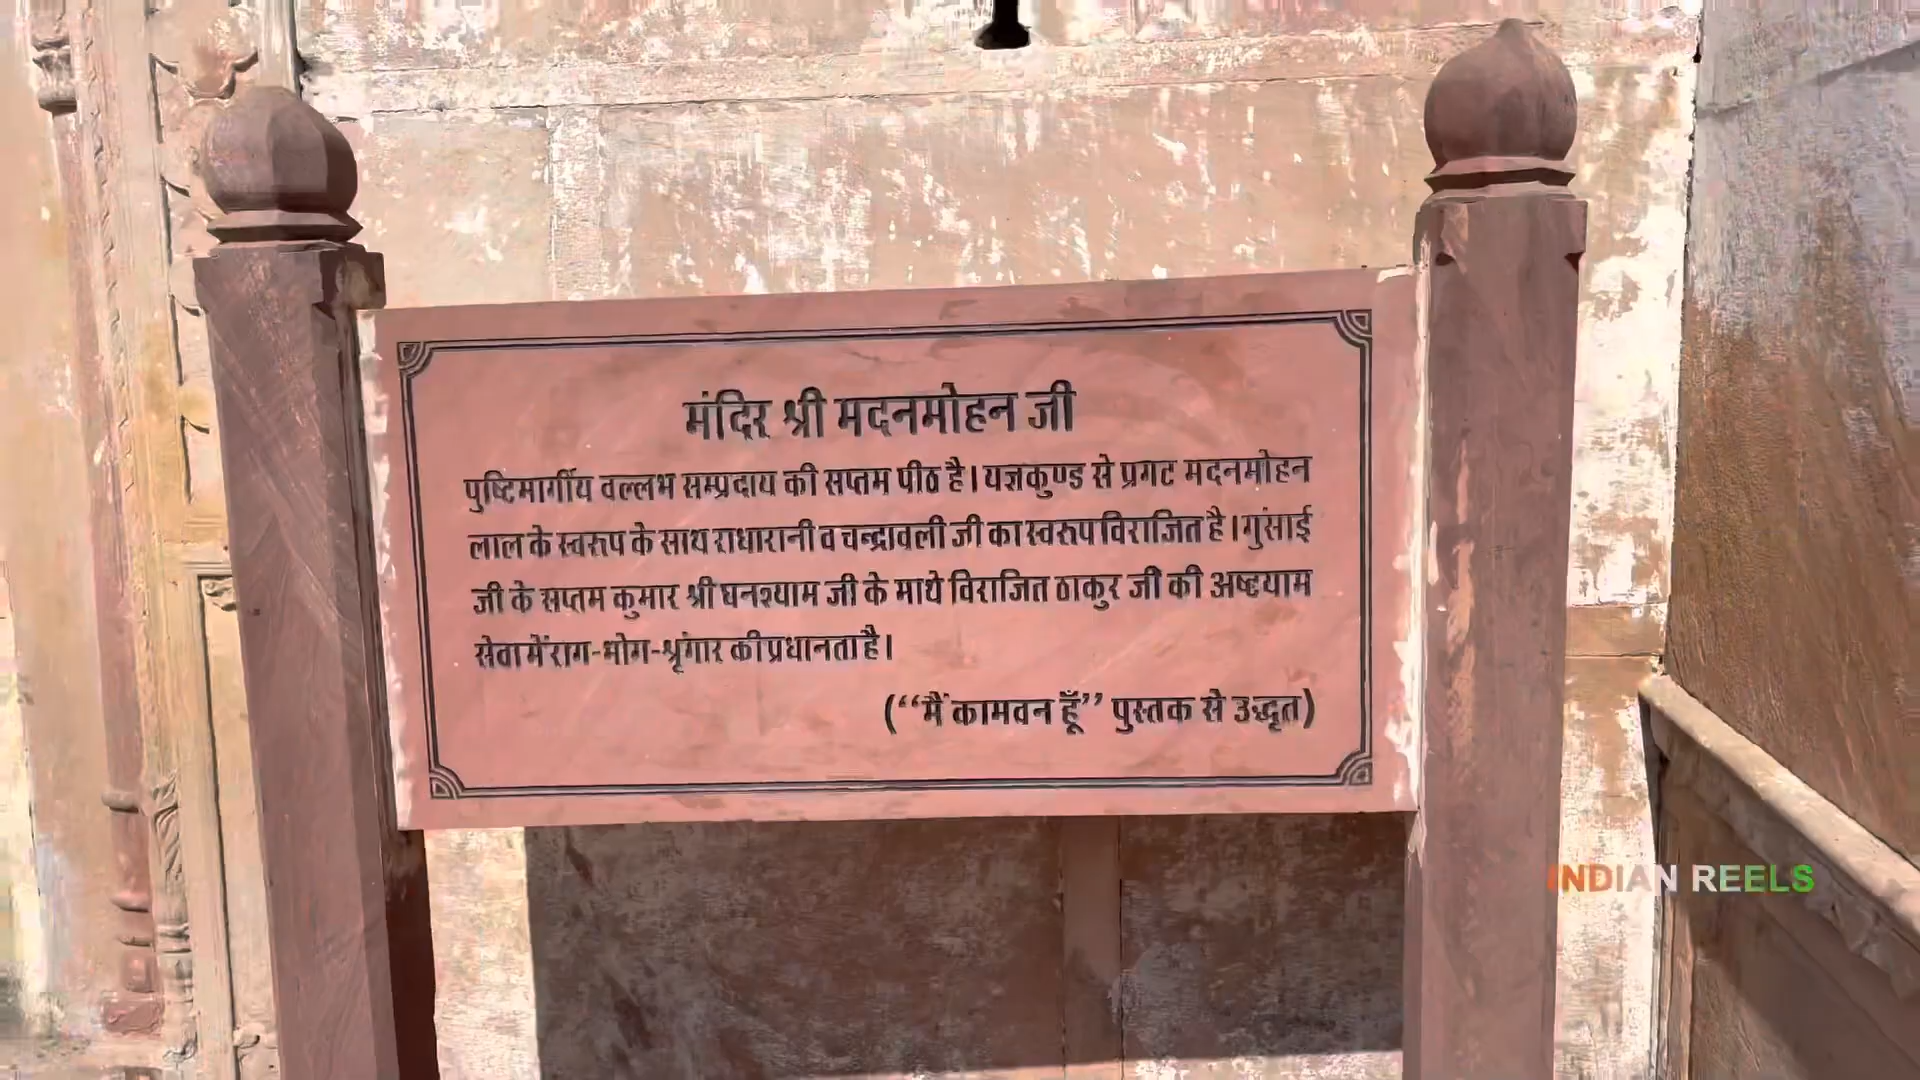 मंदिर श्री मदनमोहन जी
पुष्टिमार्गीय वल्लभ सम्प्रदाय की सप्तम पीठ है। यज्ञकुण्ड से प्रगट मदनमोहन
लाल के स्वरूप के साथ राधारानी व चन्द्रावली जी का स्वरूप विराजित है। गुंसाई
जी के सप्तम कुमार श्री घनश्याम जी के माथे विराजित ठाकुर जी की अष्टयाम
सेवा में राग-भोग-श्रृंगार की प्रधानता है।
(“मैं कामवन हूँ” पुस्तक से उद्धृत)
INDIAN REELS